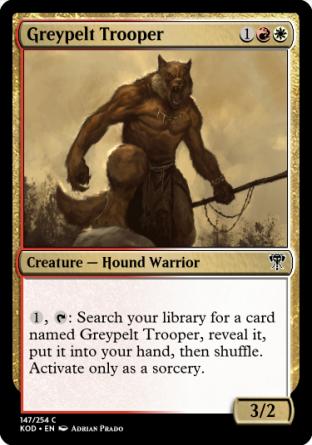 Greypelt Trooper 1
Creature — Hound Warrior
1, : Search your library for a card
named Greypelt Trooper, reveal it,
put it into your hand, then shuffle.
Activate only as a sorcery.
3/2
147/254 C
KOD • EN ADRIAN PRADO